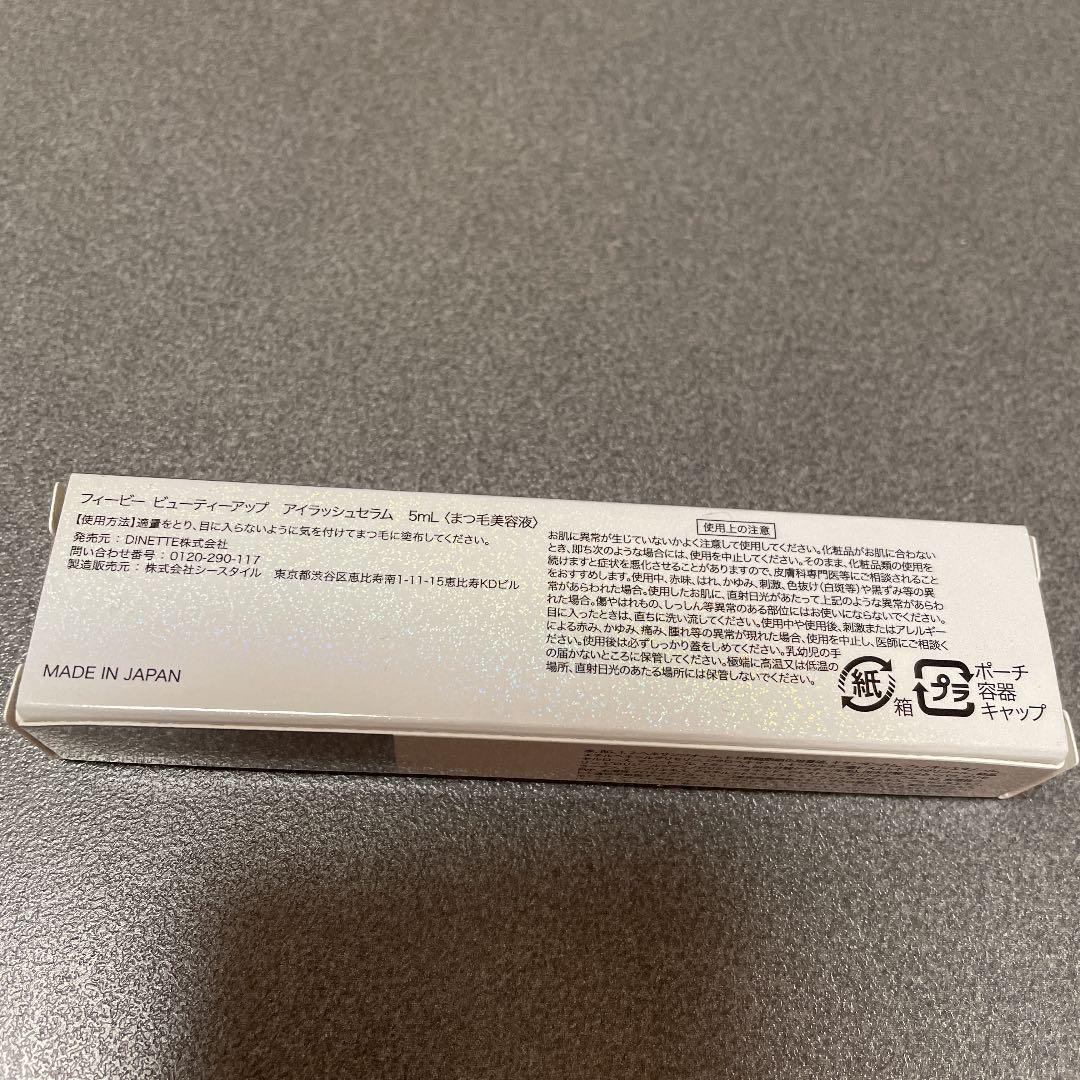 フィービー ビューティーアップ　アイラッシュセラム　5mL〈まつ毛美容液〉
【使用方法】適量をとり、目に入らないように気を付けてまつ毛に塗布してください。
発売元：DINETTE株式会社
問い合わせ番号：0120-290-117
製造販売元：株式会社シースタイル　東京都渋谷区恵比寿南1-11-15恵比寿KDビル
MADE IN JAPAN
使用上の注意
お肌に異常が生じていないかよく注意して使用してください。化粧品がお肌に合わない
とき、即ち次のような場合には、使用を中止してください。そのまま、化粧品類の使用を
続けますと症状を悪化させることがありますので、皮膚科専門医等にご相談されること
をおすすめします。使用中、赤味、はれ、かゆみ、刺激、色抜け(白斑等)や黒ずみ等の異
常があらわれた場合。使用したお肌に、直射日光があたって上記のような異常があらわ
れた場合。傷やはれもの、しっしん等異常のある部位にはお使いにならないでください。
目に入ったときは、直ちに洗い流してください。使用中や使用後、刺激またはアレルギー
による赤み、かゆみ、痛み、腫れ等の異常が現れた場合、使用を中止し、医師にご相談く
ださい。使用後は必ずしっかり蓋をしめてください。乳幼児の手
の届かないところに保管してください。極端に高温又は低温の
場所、直射日光のあたる場所には保管しないでください。
紙
箱
プラ
ポーチ
容器
キャップ